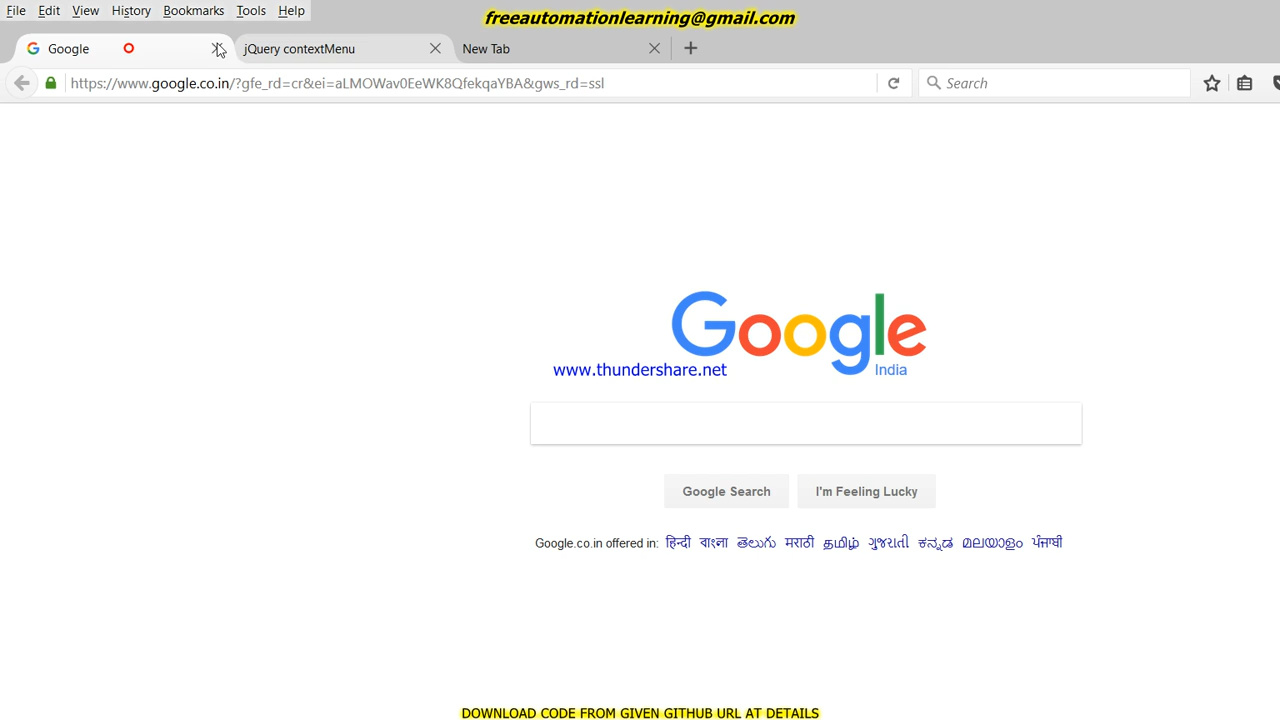 File Edit View History Bookmarks Tools Help
freeautomationlearning@gmail.com
Google
jQuery contextMenu
New Tab
https://www.google.co.in/?gfe_rd=cr&ei=aLMOWav0EeWK8QfekqaYBA&gws_rd=ssl
Search
Google
India
www.thundershare.net
Google Search
I'm Feeling Lucky
Google.co.in offered in: हिन्दी বাংলা తెలుగు मराठी தமிழ் ગુજરાતી ಕನ್ನಡ മലയാളം ਪੰਜਾਬੀ
DOWNLOAD CODE FROM GIVEN GITHUB URL AT DETAILS